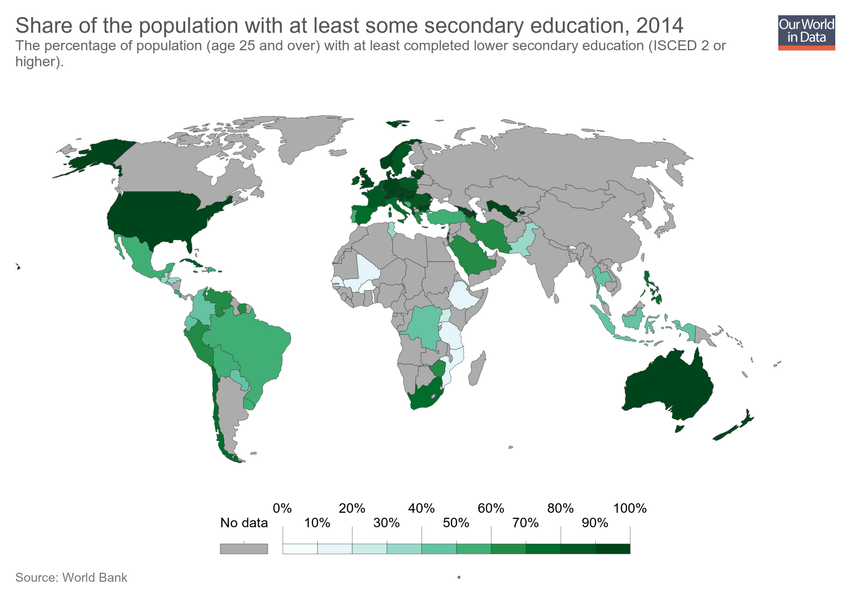 Share of the population with at least some secondary education, 2014
Our World
in Data
The percentage of population (age 25 and over) with at least completed lower secondary education (ISCED 2 or
higher).
0% 20% 40% 60% 80% 100%
No data 10% 30% 50% 70% 90%
Source: World Bank